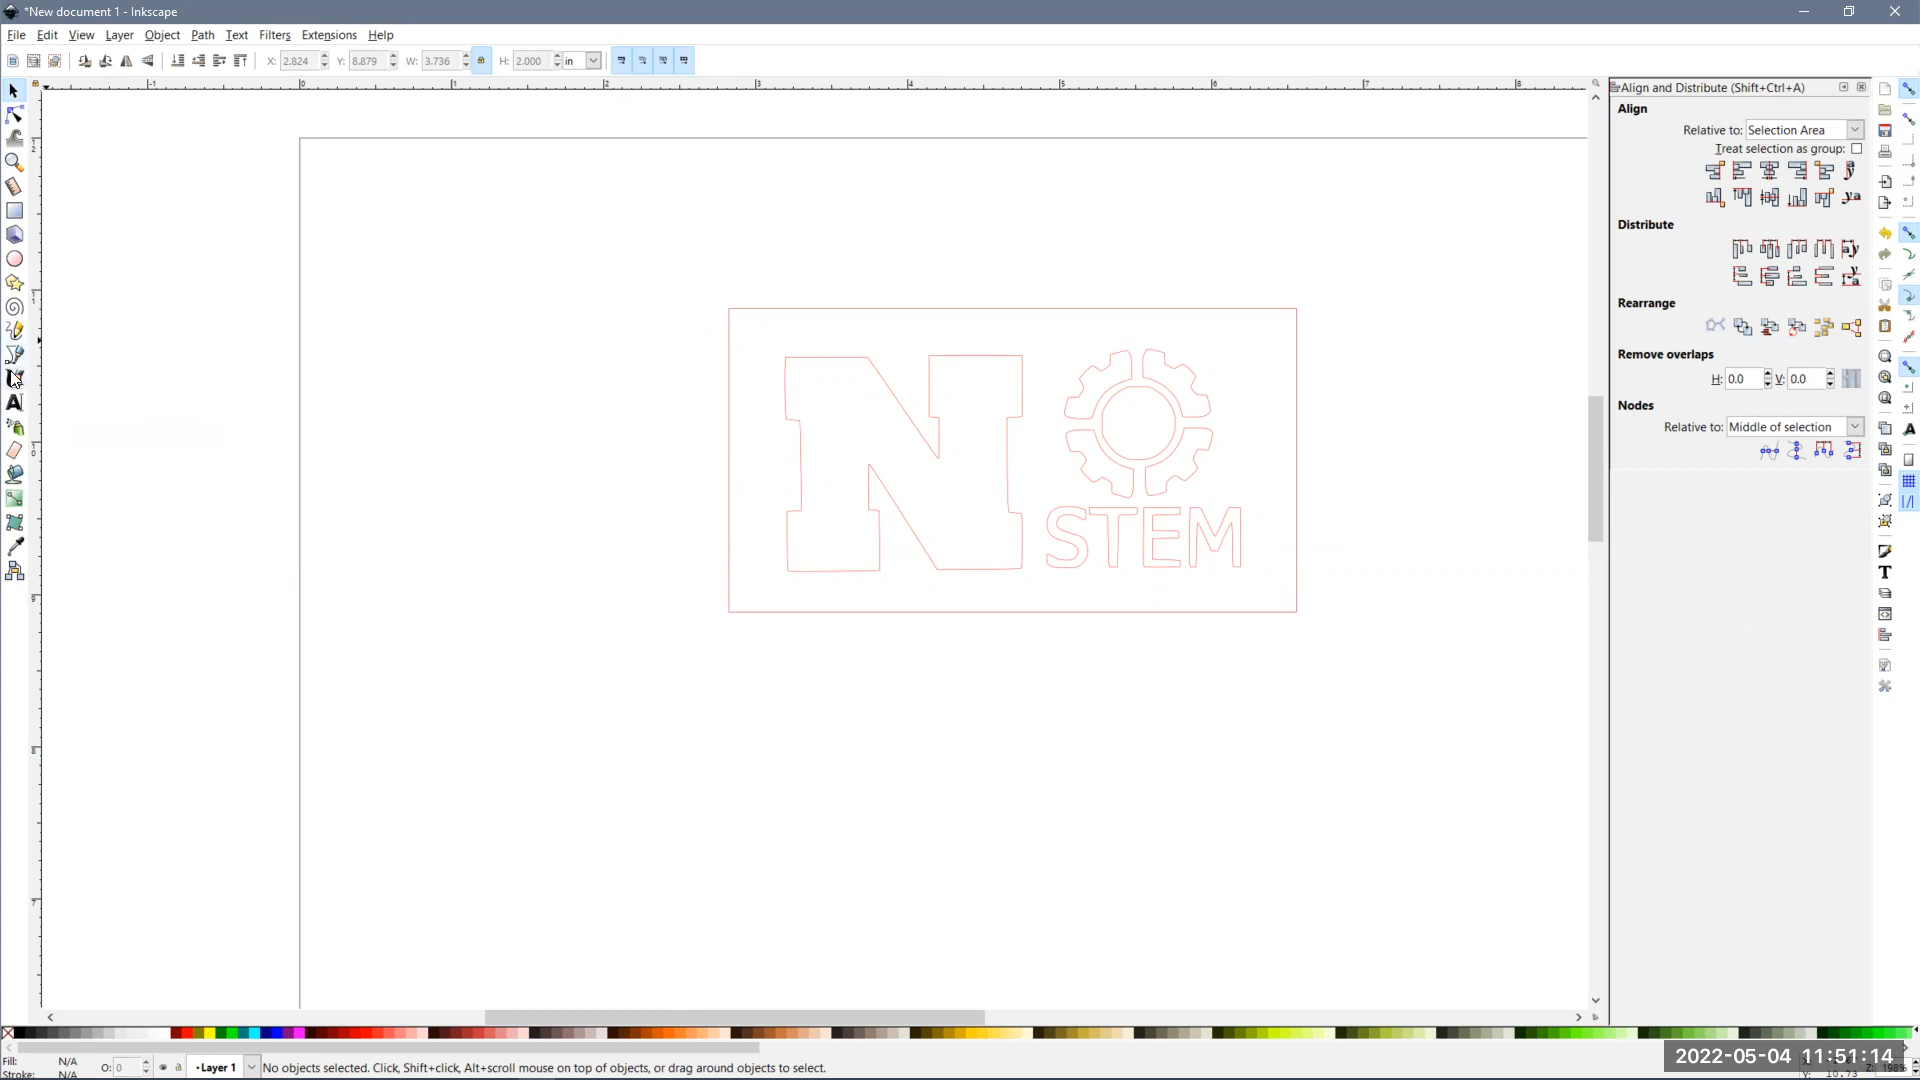 *New document 1 - Inkscape
File Edit View Layer Object Path Text Filters Extensions Help
X: 2.824 Y: 8.879 W: 3.736 H: 2.000 in
Align and Distribute (Shift+Ctrl+A)
Align
Relative to: Selection Area
Treat selection as group:
Distribute
Rearrange
Remove overlaps
H: 0.0 V: 0.0
Nodes
Relative to: Middle of selection
N
STEM
Fill: N/A
Stroke: N/A
O: 0
•Layer 1
No objects selected. Click, Shift+click, Alt+scroll mouse on top of objects, or drag around objects to select.
2022-05-04 11:51:14